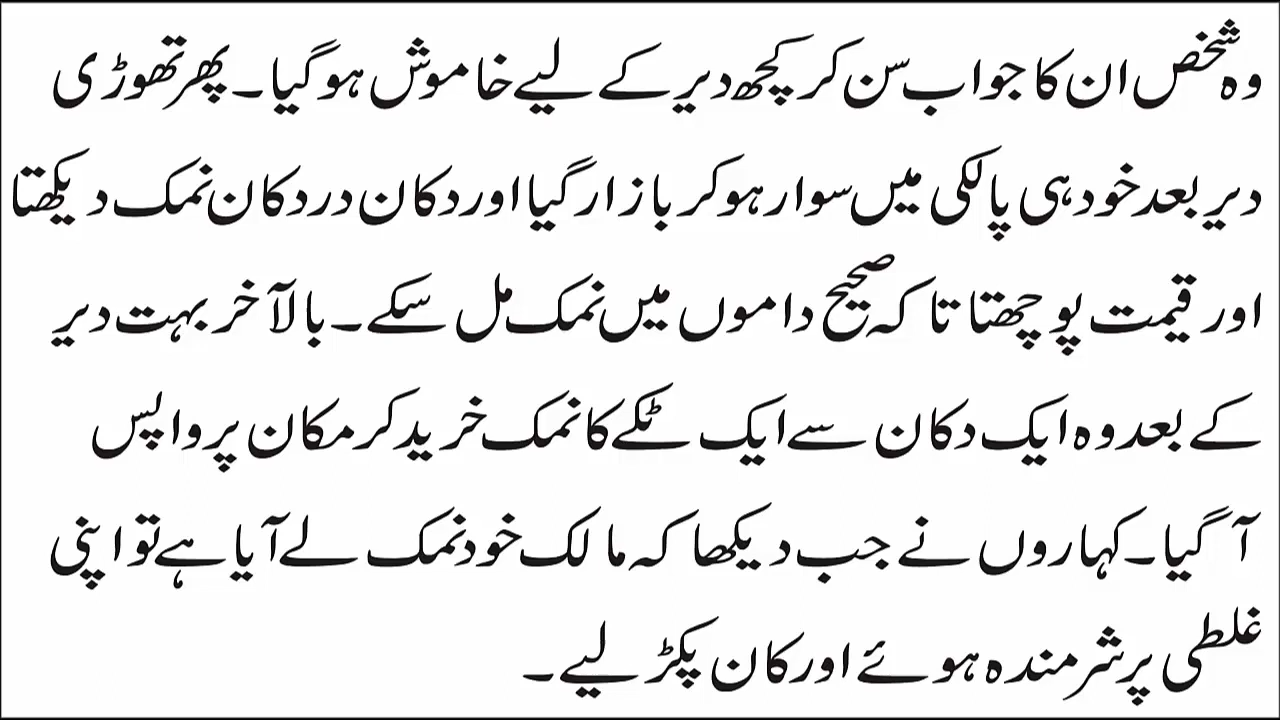 وہ شخص ان کا جواب سن کر کچھ دیر کے لیے خاموش ہو گیا۔ پھر تھوڑی
دیر بعد خود ہی پالکی میں سوار ہو کر بازار گیا اور دکان در دکان نمک دیکھتا
اور قیمت پوچھتا تا کہ صحیح داموں میں نمک مل سکے۔ بالآخر بہت دیر
کے بعد وہ ایک دکان سے ایک ٹکے کا نمک خرید کر مکان پر واپس
آ گیا۔ کہاروں نے جب دیکھا کہ مالک خود نمک لے آیا ہے تو اپنی
غلطی پر شرمندہ ہوئے اور کان پکڑ لیے۔